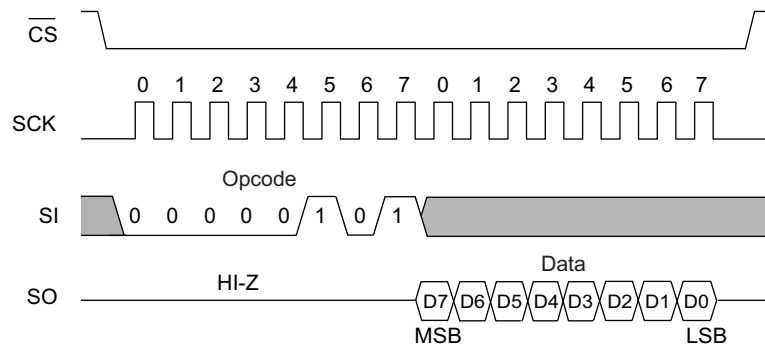 CS
0 1 2 3 4 5 6 7 0 1 2 3 4 5 6 7
SCK
Opcode
SI 0 0 0 0 0 1 0 1
Data
HI-Z
SO D7 D6 D5 D4 D3 D2 D1 D0
MSB LSB